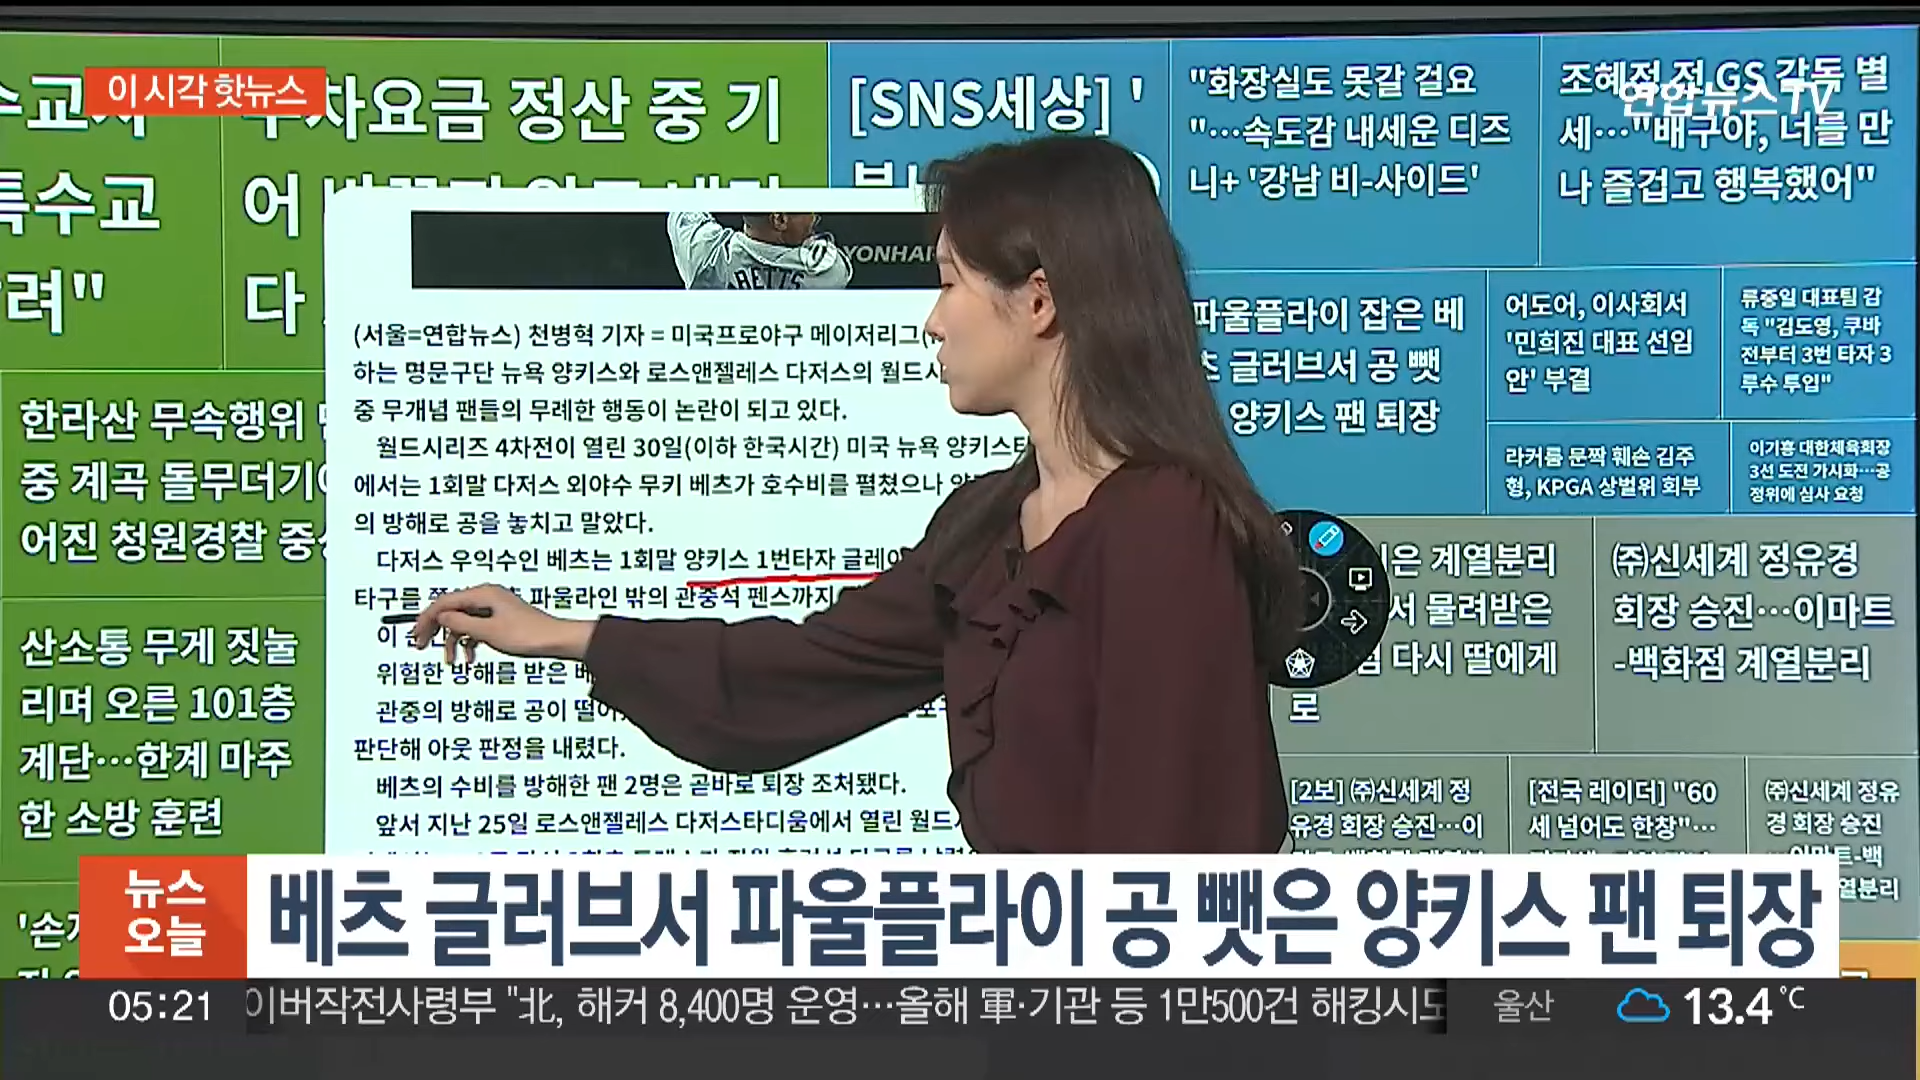 이 시각 핫뉴스
연합뉴스TV
수교사
특수교
려"
차요금 정산 중 기
어
다
[SNS세상] '
"화장실도 못갈 걸요
"…속도감 내세운 디즈
니+ '강남 비-사이드'
조혜정 전 GS 감독 별
세…"배구야, 너를 만
나 즐겁고 행복했어"
한라산 무속행위
중 계곡 돌무더기
어진 청원경찰 중
산소통 무게 짓눌
리며 오른 101층
계단…한계 마주
한 소방 훈련
BETTS
YONHAP
(서울=연합뉴스) 천병혁 기자 = 미국프로야구 메이저리그(
하는 명문구단 뉴욕 양키스와 로스앤젤레스 다저스의 월드시
중 무개념 팬들의 무례한 행동이 논란이 되고 있다.
월드시리즈 4차전이 열린 30일(이하 한국시간) 미국 뉴욕 양키스타
에서는 1회말 다저스 외야수 무키 베츠가 호수비를 펼쳤으나
의 방해로 공을 놓치고 말았다.
다저스 우익수인 베츠는 1회말 양키스 1번타자 글레이
타구를 파울라인 밖의 관중석 펜스까지
이
위험한 방해를 받은 베
관중의 방해로 공이 떨어
판단해 아웃 판정을 내렸다.
베츠의 수비를 방해한 팬 2명은 곧바로 퇴장 조처됐다.
앞서 지난 25일 로스앤젤레스 다저스타디움에서 열린 월드시
파울플라이 잡은 베
츠 글러브서 공 뺏
양키스 팬 퇴장
어도어, 이사회서
'민희진 대표 선임
안' 부결
류중일 대표팀 감
독 "김도영, 쿠바
전부터 3번 타자 3
루수 투입"
라커룸 문짝 훼손 김주
형, KPGA 상벌위 회부
이기흥 대한체육회장
3선 도전 가시화…공
정위에 심사 요청
은 계열분리
서 물려받은
다시 딸에게
로
㈜신세계 정유경
회장 승진…이마트
-백화점 계열분리
[2보] ㈜신세계 정
유경 회장 승진…이
[전국 레이더] "60
세 넘어도 한창"…
㈜신세계 정유
경 회장 승진
…이마트-백
열분리
'손자
뉴스
오늘
베츠 글러브서 파울플라이 공 뺏은 양키스 팬 퇴장
05:21
이버작전사령부 "北, 해커 8,400명 운영…올해 軍·기관 등 1만500건 해킹시도
울산
13.4℃